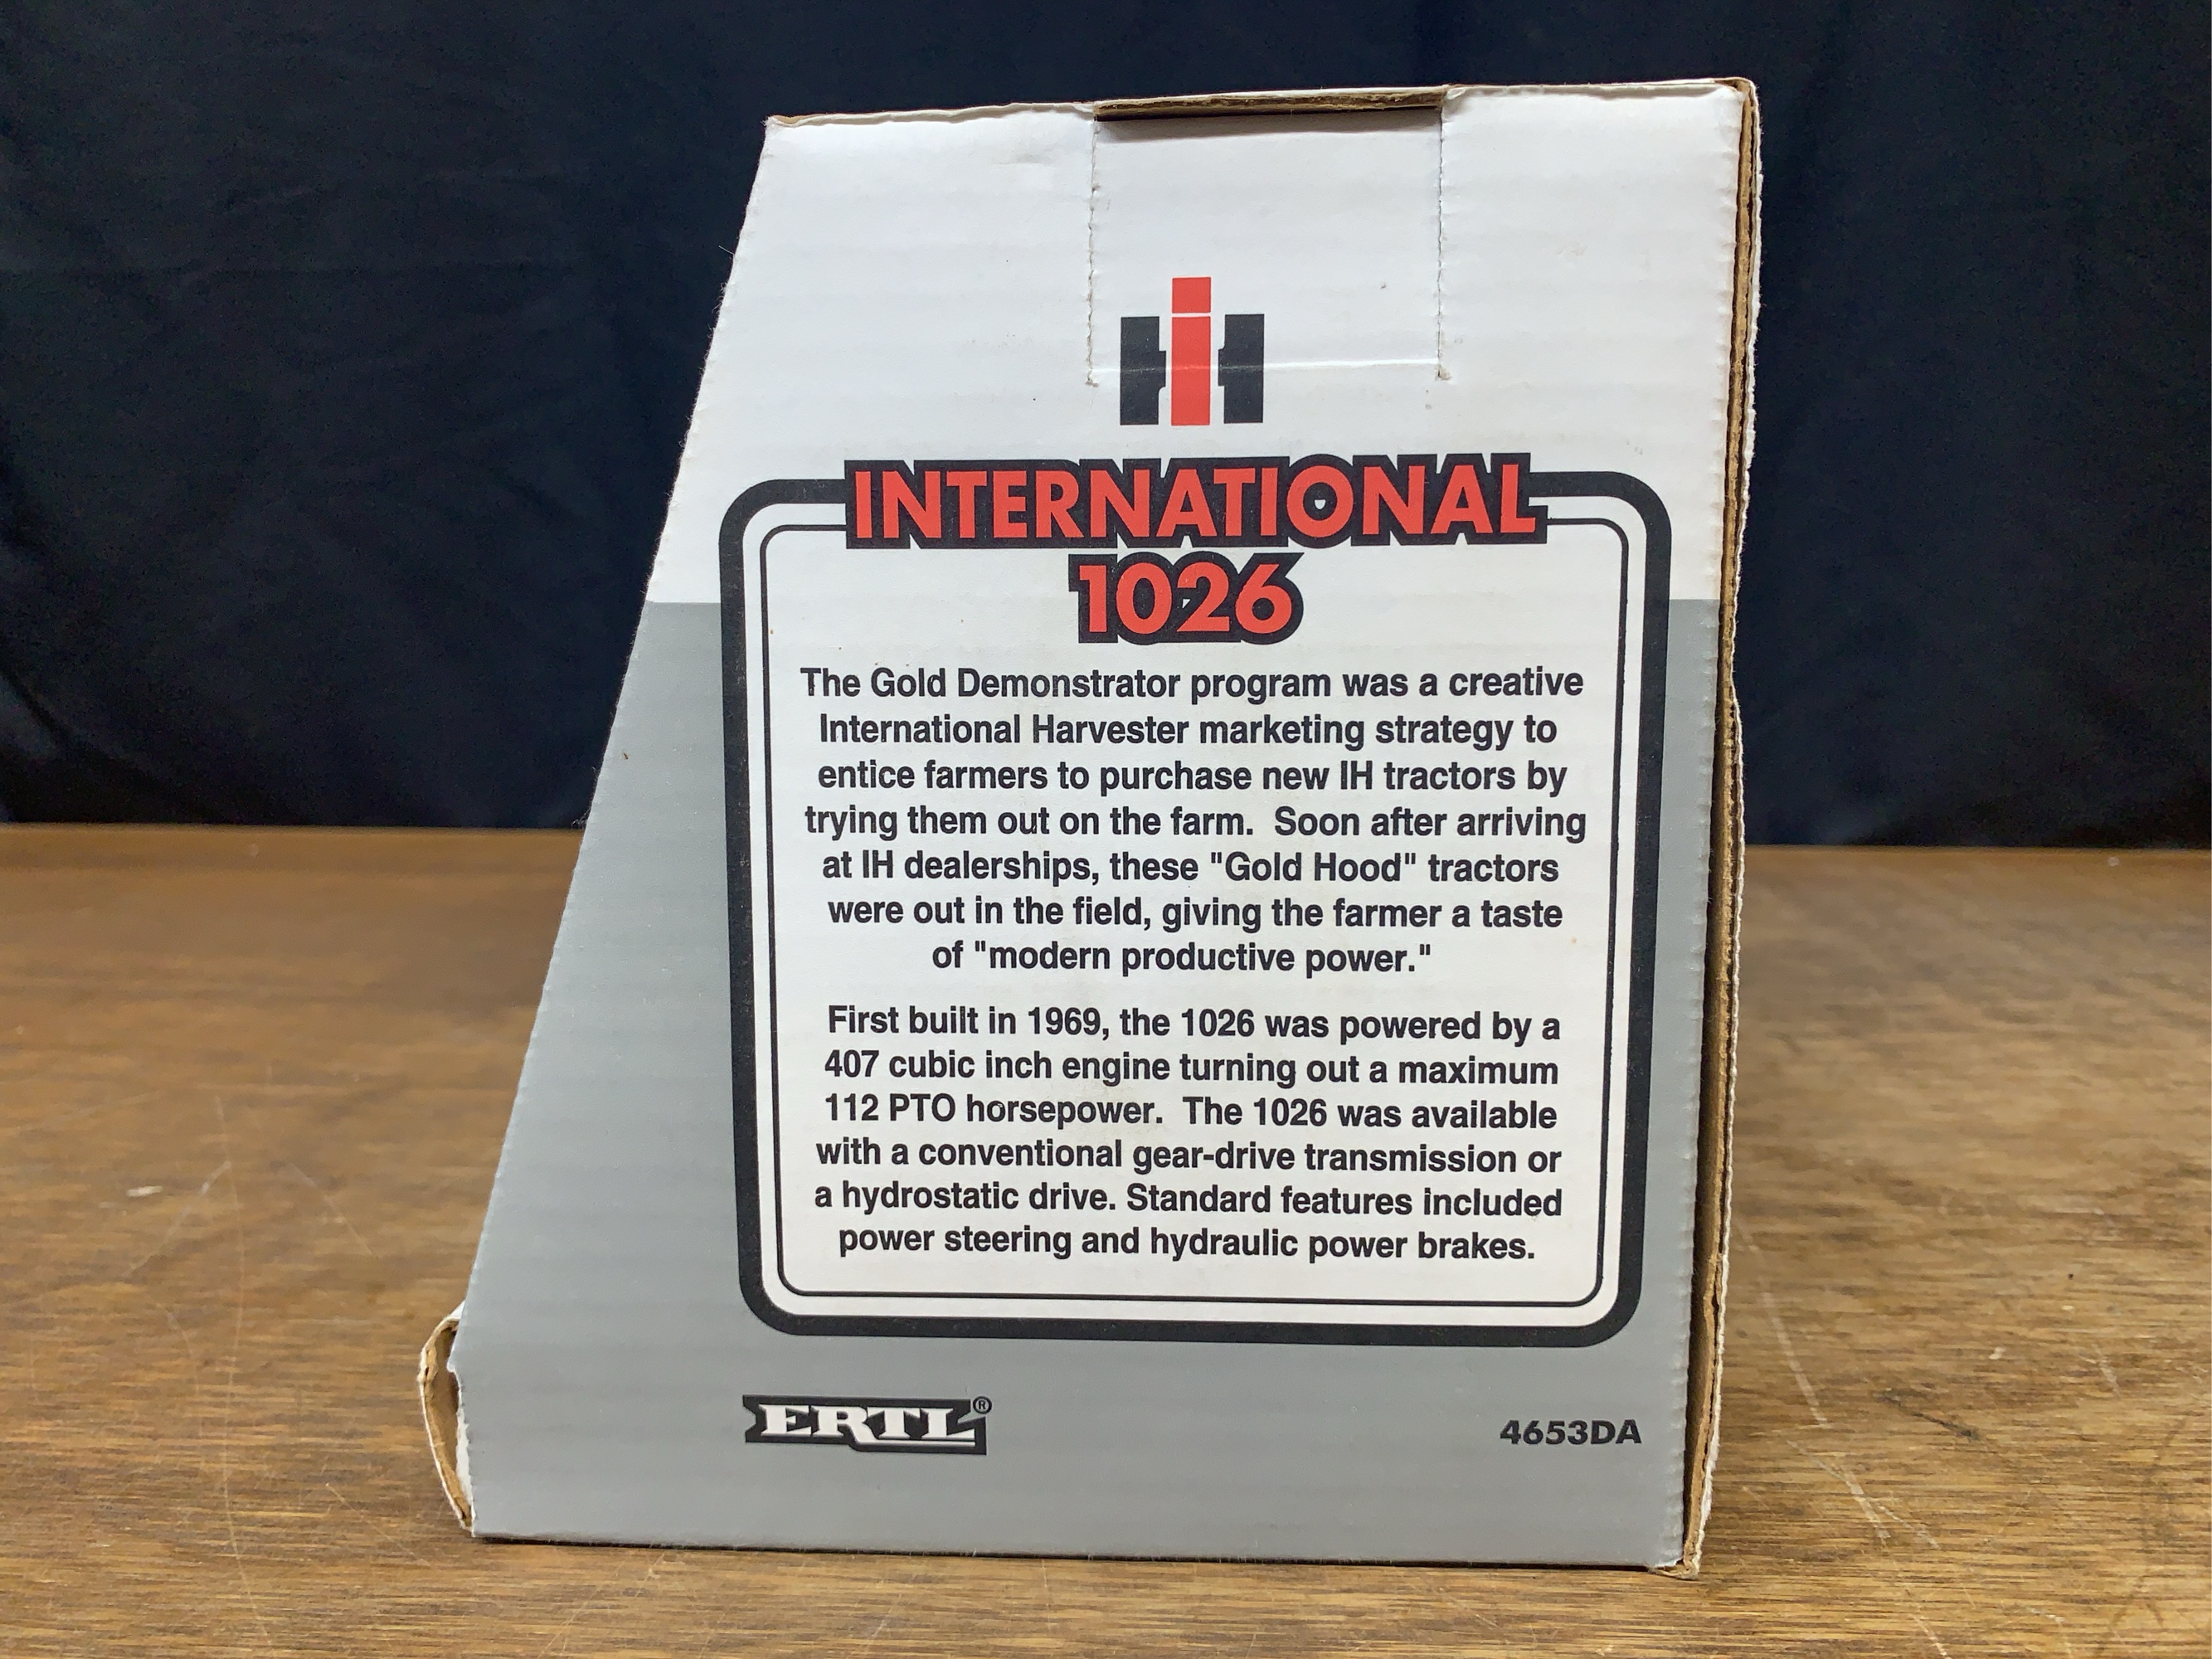 IH
INTERNATIONAL
1026
The Gold Demonstrator program was a creative
International Harvester marketing strategy to
entice farmers to purchase new IH tractors by
trying them out on the farm. Soon after arriving
at IH dealerships, these "Gold Hood" tractors
were out in the field, giving the farmer a taste
of "modern productive power."
First built in 1969, the 1026 was powered by a
407 cubic inch engine turning out a maximum
112 PTO horsepower. The 1026 was available
with a conventional gear-drive transmission or
a hydrostatic drive. Standard features included
power steering and hydraulic power brakes.
ERTL®
4653DA